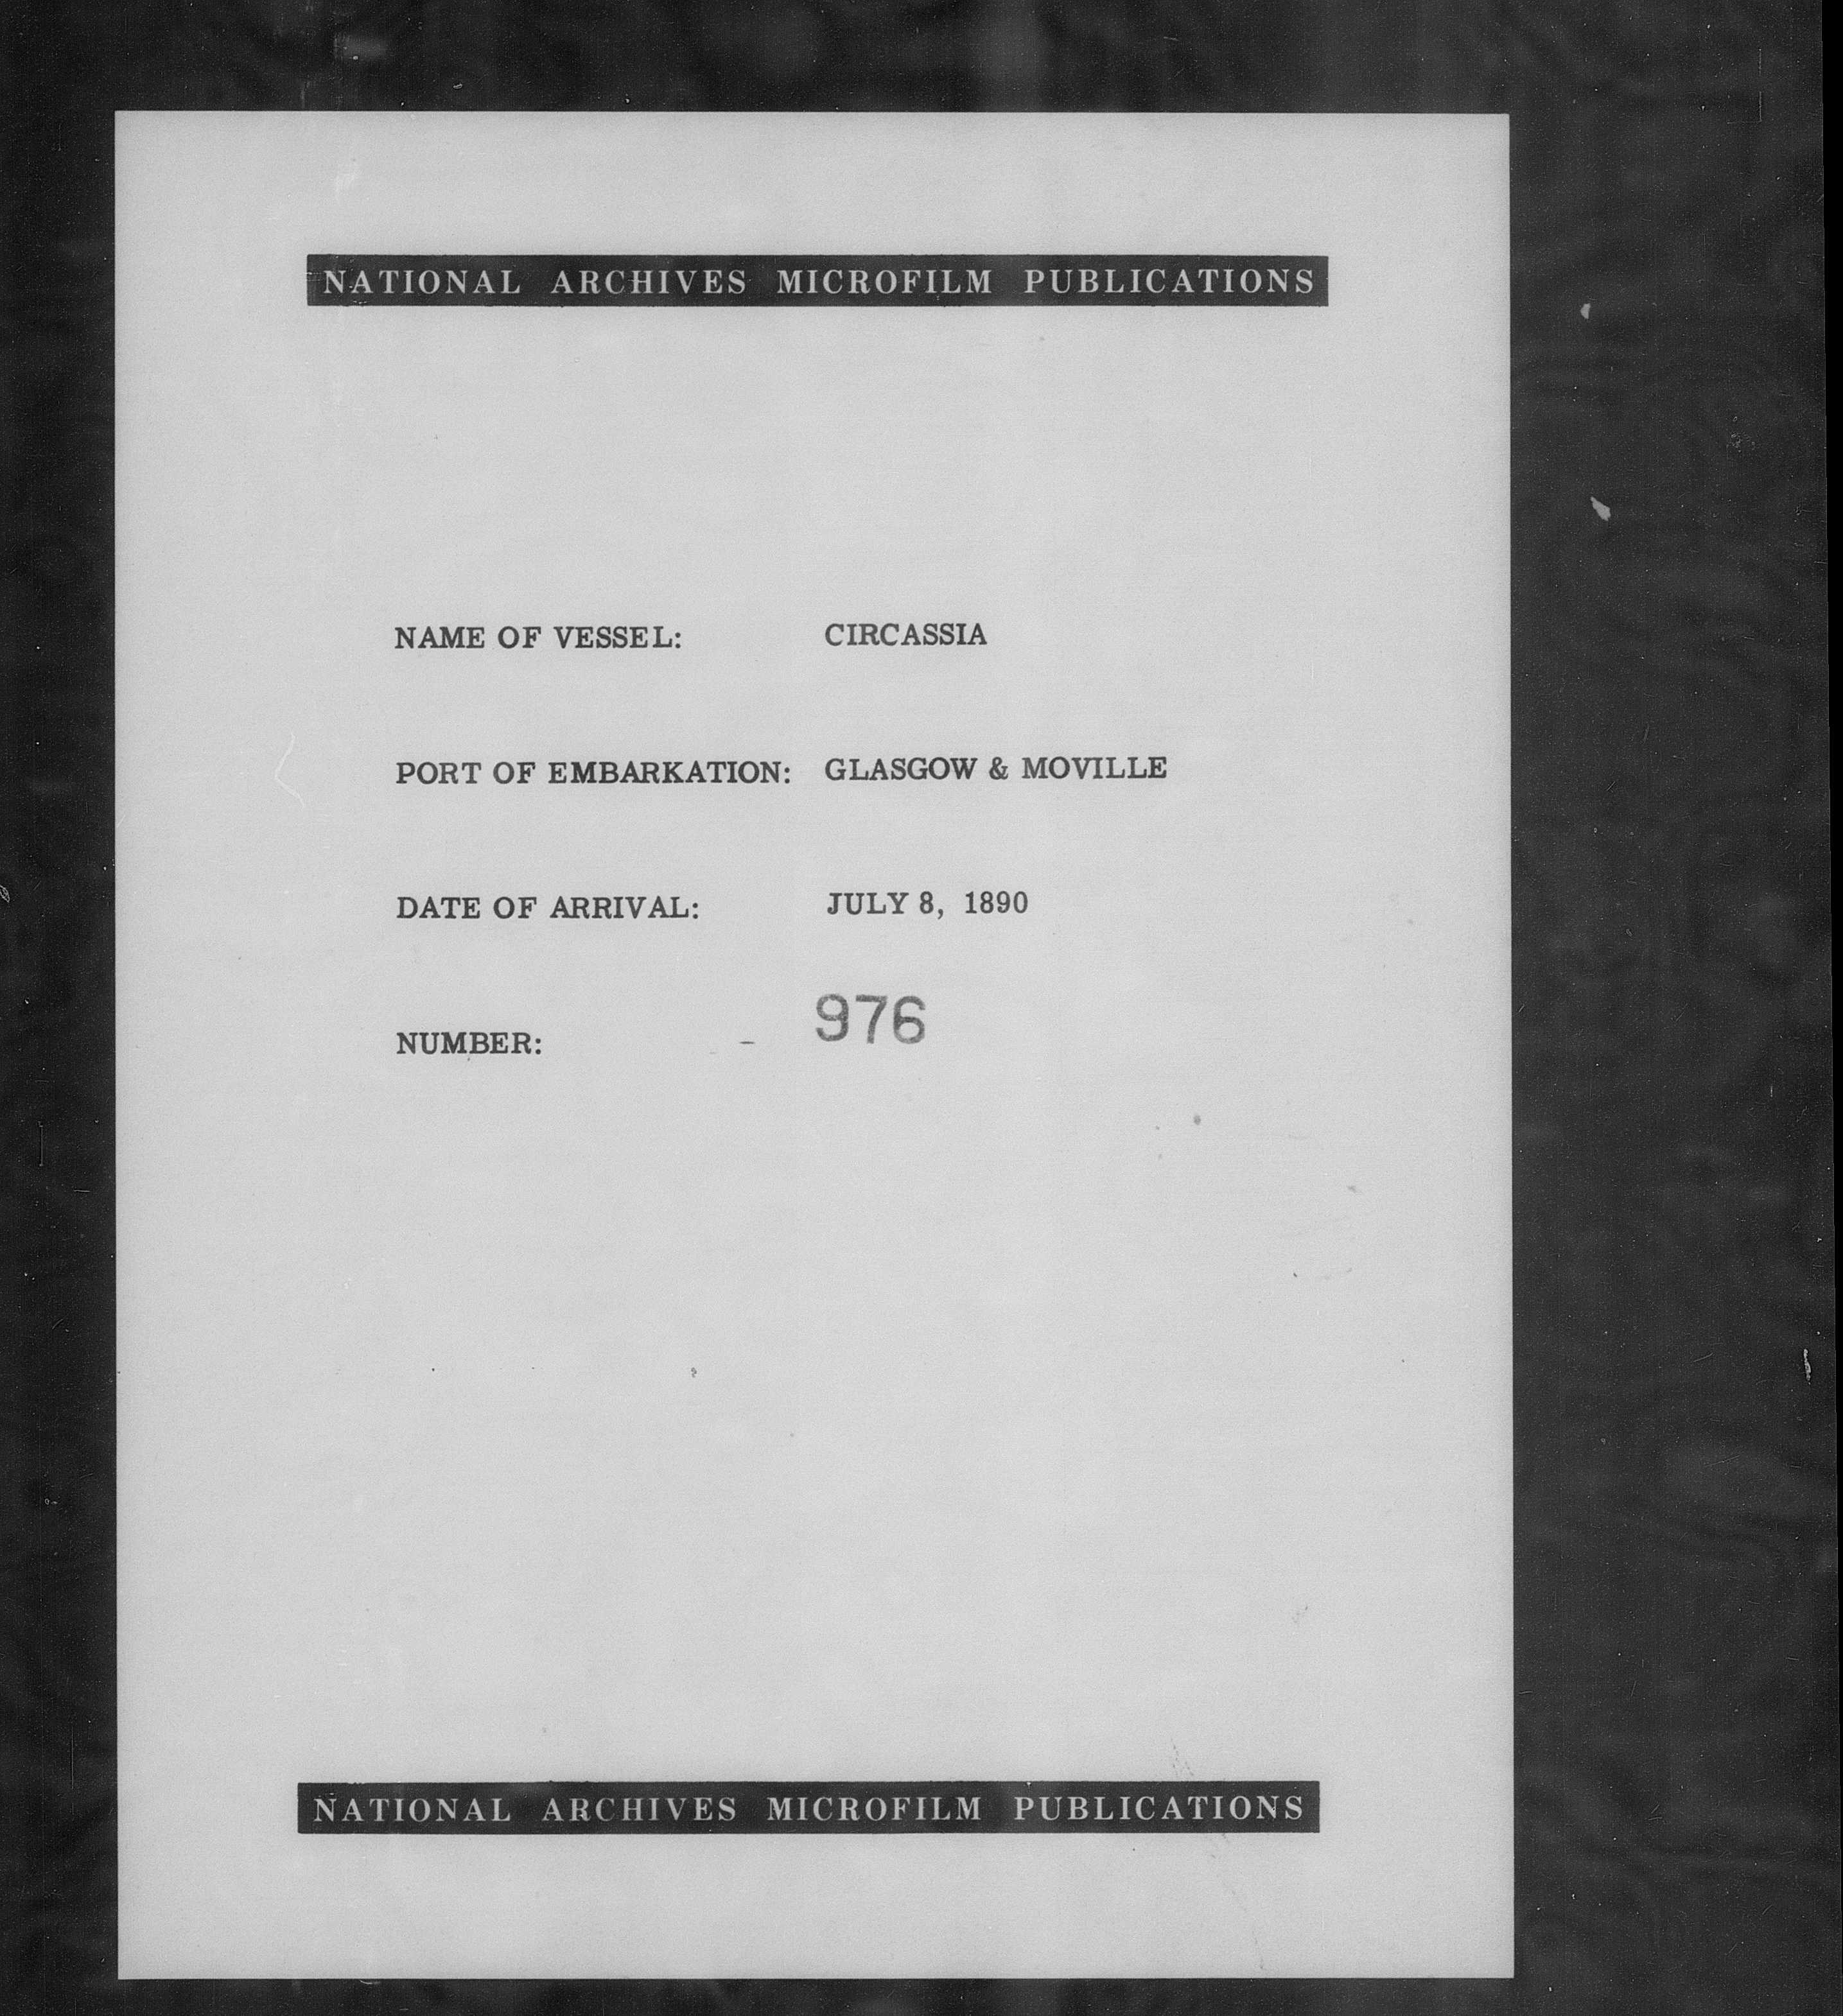 NATIONAL ARCHIVES MICROFILM PUBLICATIONS
NAME OF VESSEL: CIRCASSIA
PORT OF EMBARKATION: GLASGOW & MOVILLE
DATE OF ARRIVAL: JULY 8, 1890
NUMBER: - 976
NATIONAL ARCHIVES MICROFILM PUBLICATIONS